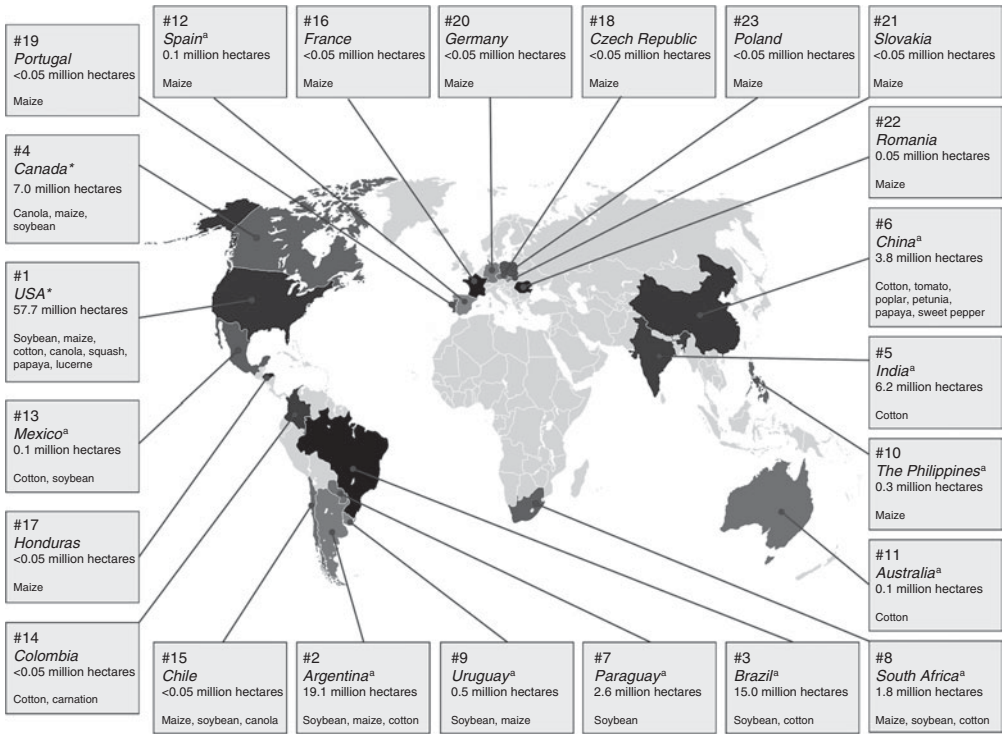 #19
Portugal
<0.05 million hectares
Maize
#12
Spainᵃ
0.1 million hectares
Maize
#16
France
<0.05 million hectares
Maize
#20
Germany
<0.05 million hectares
Maize
#18
Czech Republic
<0.05 million hectares
Maize
#23
Poland
<0.05 million hectares
Maize
#21
Slovakia
<0.05 million hectares
Maize
#22
Romania
0.05 million hectares
Maize
#4
Canada*
7.0 million hectares
Canola, maize,
soybean
#6
Chinaᵃ
3.8 million hectares
Cotton, tomato,
poplar, petunia,
papaya, sweet pepper
#1
USA*
57.7 million hectares
Soybean, maize,
cotton, canola, squash,
papaya, lucerne
#5
Indiaᵃ
6.2 million hectares
Cotton
#13
Mexicoᵃ
0.1 million hectares
Cotton, soybean
#10
The Philippinesᵃ
0.3 million hectares
Maize
#17
Honduras
<0.05 million hectares
Maize
#11
Australiaᵃ
0.1 million hectares
Cotton
#14
Colombia
<0.05 million hectares
Cotton, carnation
#15
Chile
<0.05 million hectares
Maize, soybean, canola
#2
Argentinaᵃ
19.1 million hectares
Soybean, maize, cotton
#9
Uruguayᵃ
0.5 million hectares
Soybean, maize
#7
Paraguayᵃ
2.6 million hectares
Soybean
#3
Brazilᵃ
15.0 million hectares
Soybean, cotton
#8
South Africaᵃ
1.8 million hectares
Maize, soybean, cotton